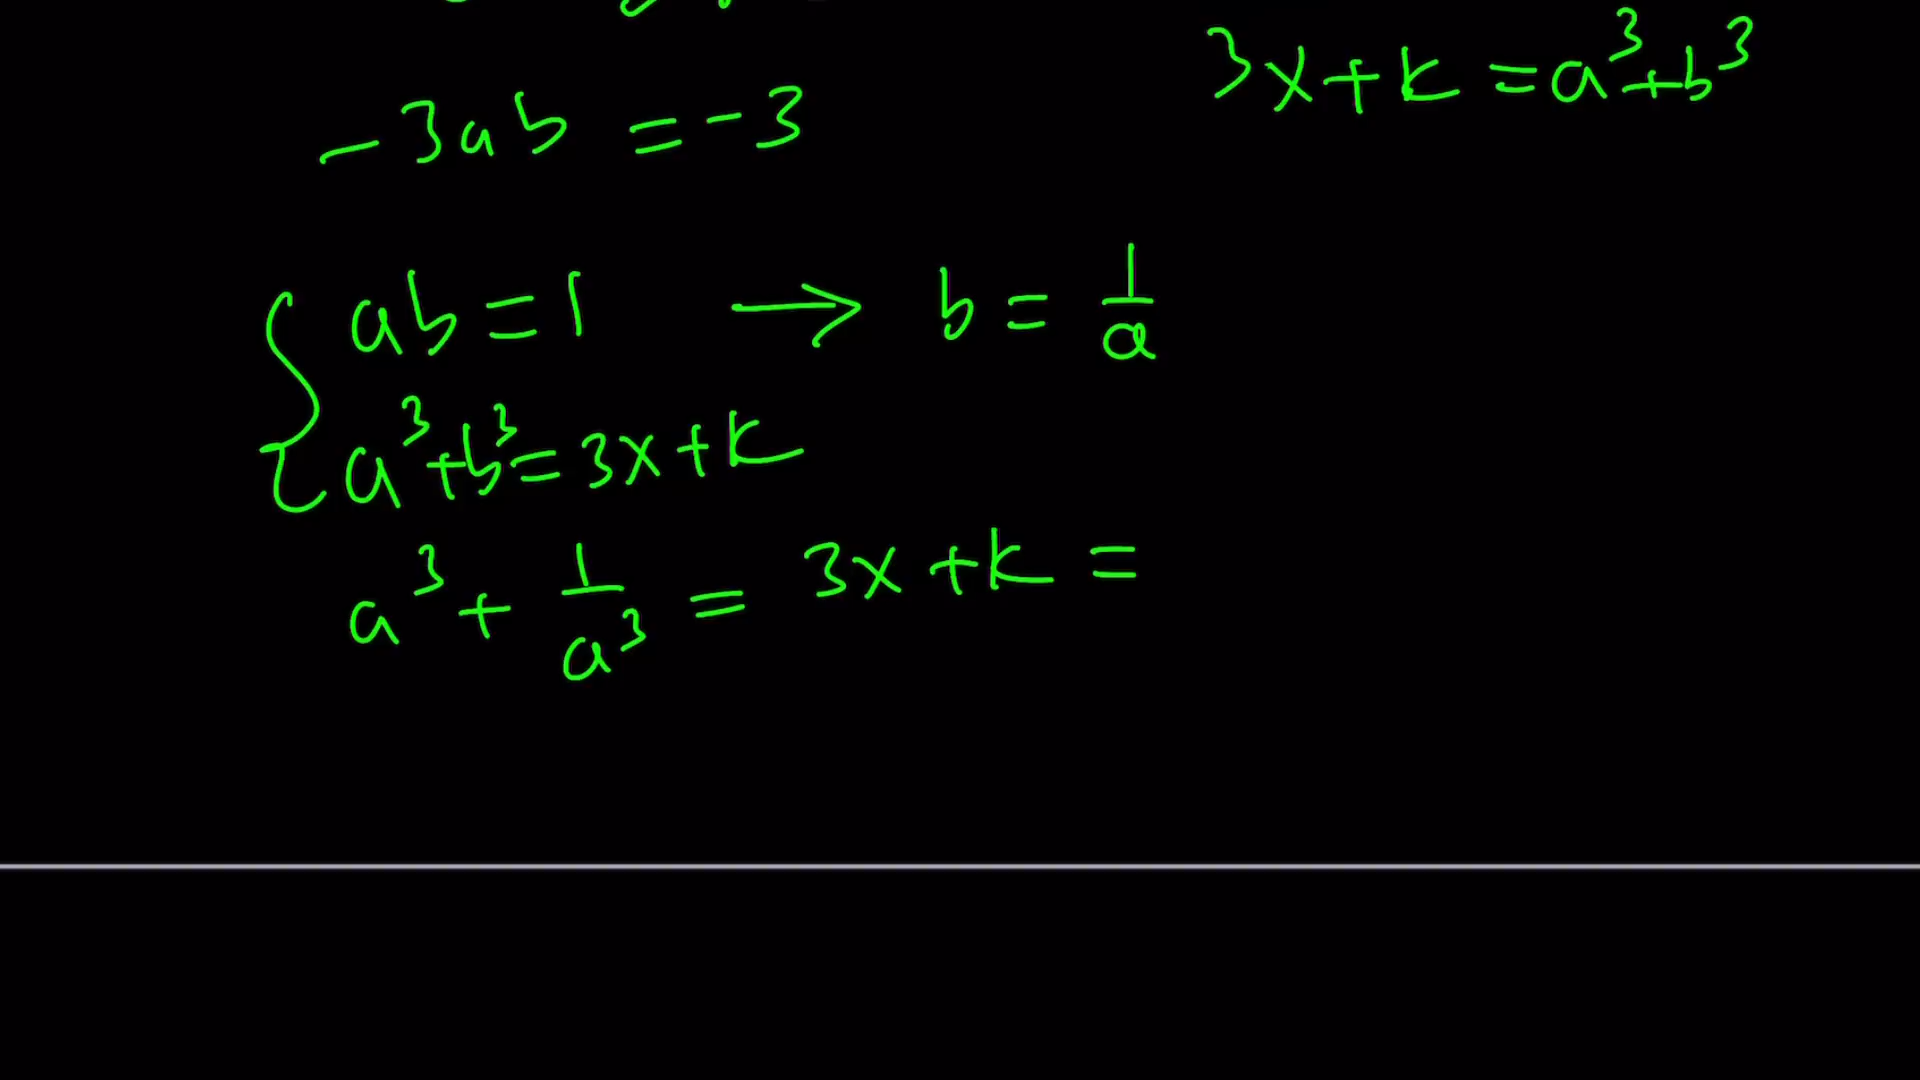 3x+k=a³+b³
-3ab=-3
ab=1 → b=1/a
a³+b³=3x+k
a³+1/a³=3x+k=